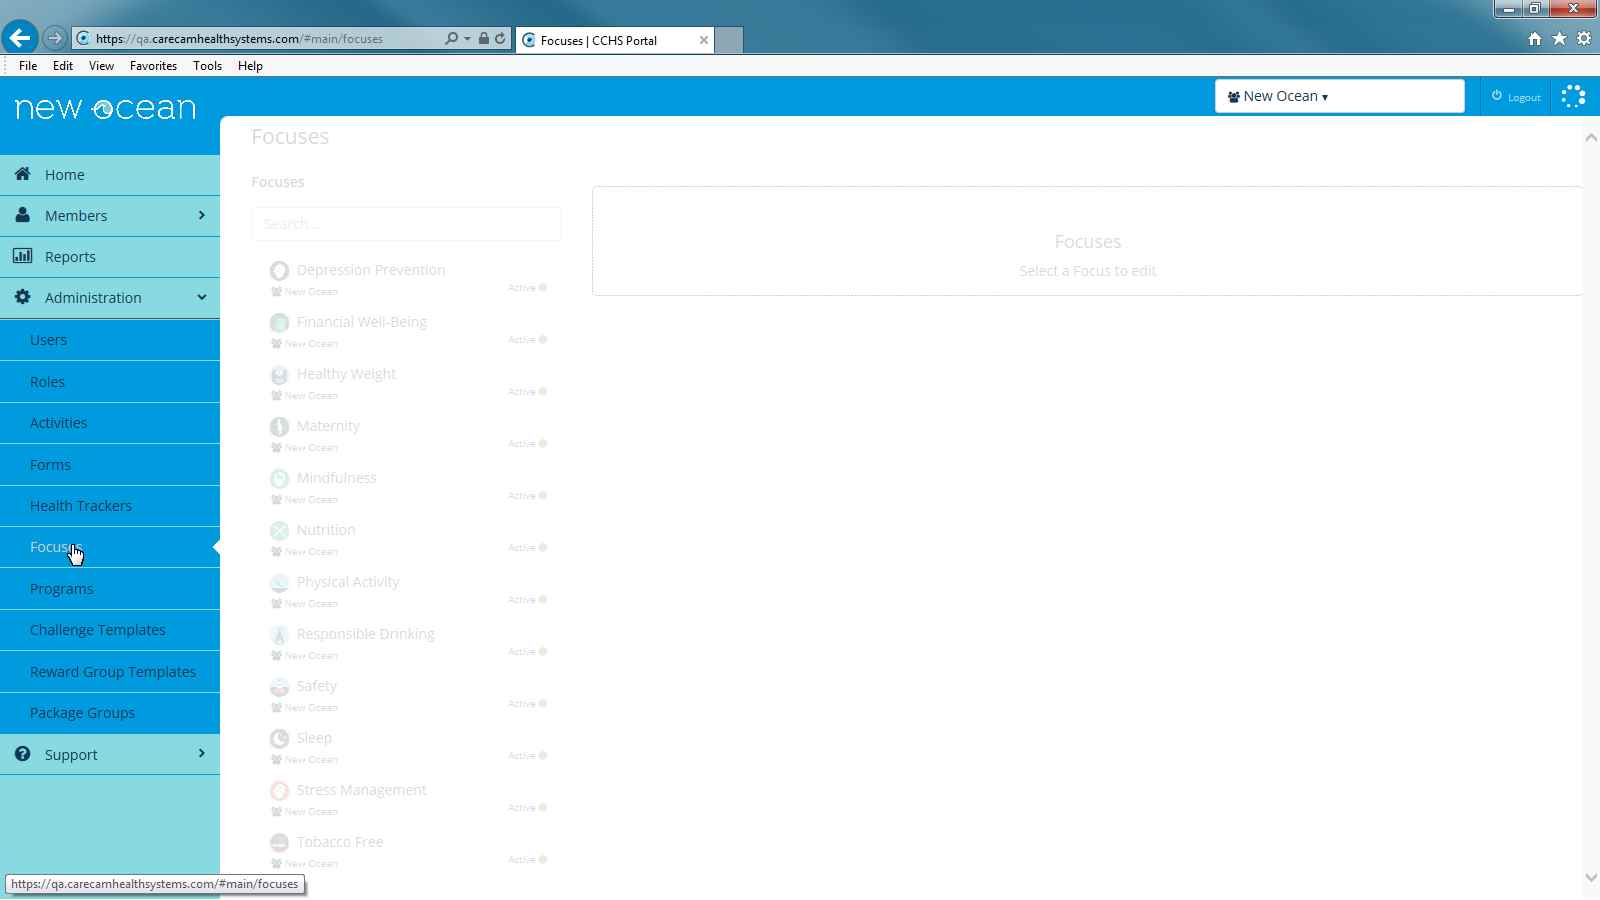 https://qa.carecamhealthsystems.com/#main/focuses
Focuses | CCHS Portal
File Edit View Favorites Tools Help
new ocean
New Ocean
Logout
Home
Members
Reports
Administration
Users
Roles
Activities
Forms
Health Trackers
Focuses
Programs
Challenge Templates
Reward Group Templates
Package Groups
Support
Focuses
Focuses
Search...
Depression Prevention
New Ocean Active
Financial Well-Being
New Ocean Active
Healthy Weight
New Ocean Active
Maternity
New Ocean Active
Mindfulness
New Ocean Active
Nutrition
New Ocean Active
Physical Activity
New Ocean Active
Responsible Drinking
New Ocean Active
Safety
New Ocean Active
Sleep
New Ocean Active
Stress Management
New Ocean Active
Tobacco Free
New Ocean Active
Focuses
Select a Focus to edit
https://qa.carecamhealthsystems.com/#main/focuses